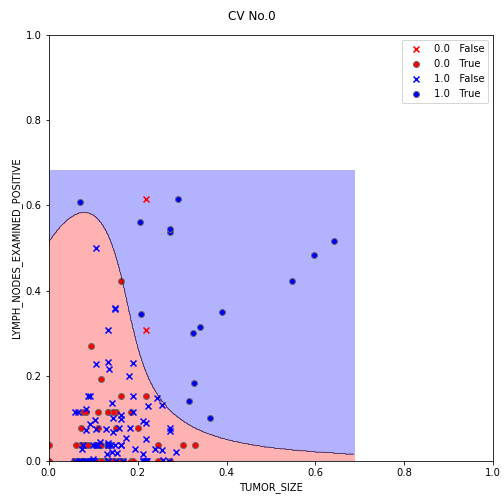 CV No.0
1.0
0.8
0.6
0.4
0.2
0.0
LYMPH_NODES_EXAMINED_POSITIVE
0.0 False
0.0 True
1.0 False
1.0 True
0.0 0.2 0.4 0.6 0.8 1.0
TUMOR_SIZE